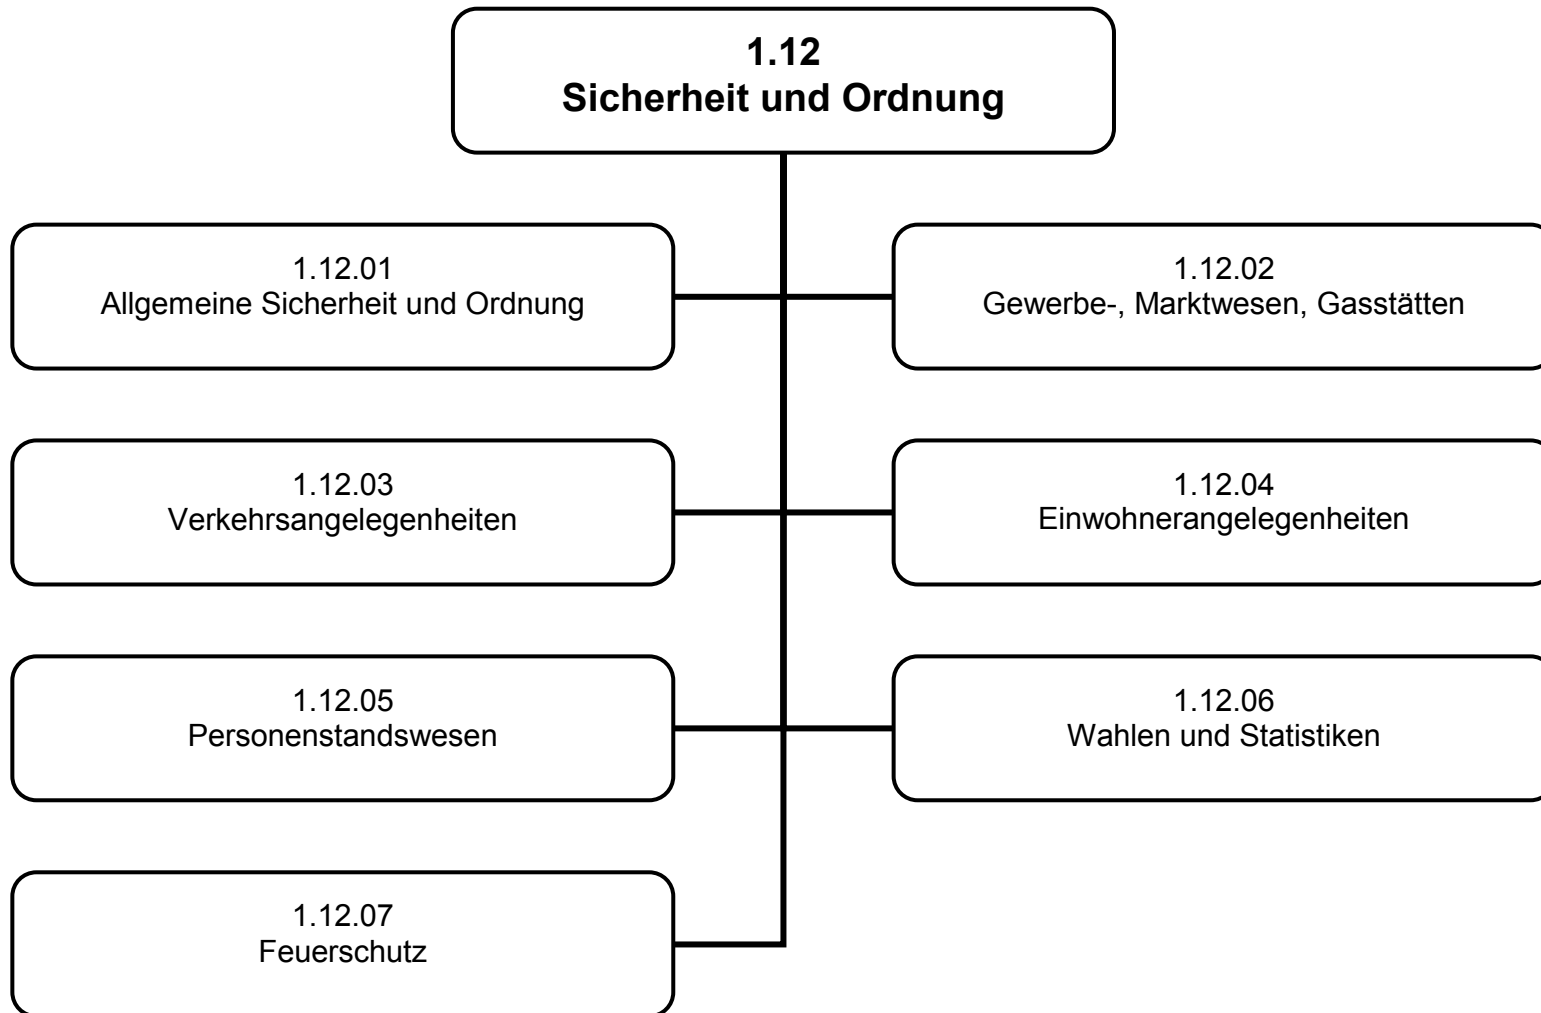 1.12
Sicherheit und Ordnung
1.12.01
Allgemeine Sicherheit und Ordnung
1.12.02
Gewerbe-, Marktwesen, Gasstätten
1.12.03
Verkehrsangelegenheiten
1.12.04
Einwohnerangelegenheiten
1.12.05
Personenstandswesen
1.12.06
Wahlen und Statistiken
1.12.07
Feuerschutz